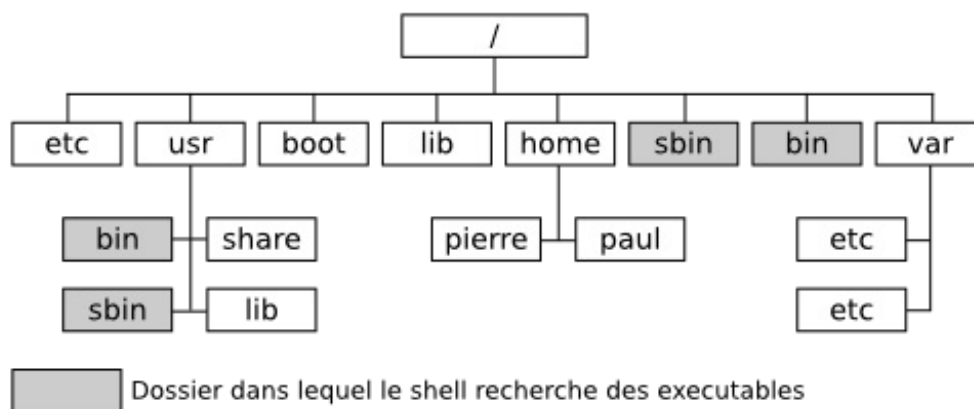 /
etc usr boot lib home sbin bin var
bin share pierre paul etc
sbin lib etc
Dossier dans lequel le shell recherche des executables